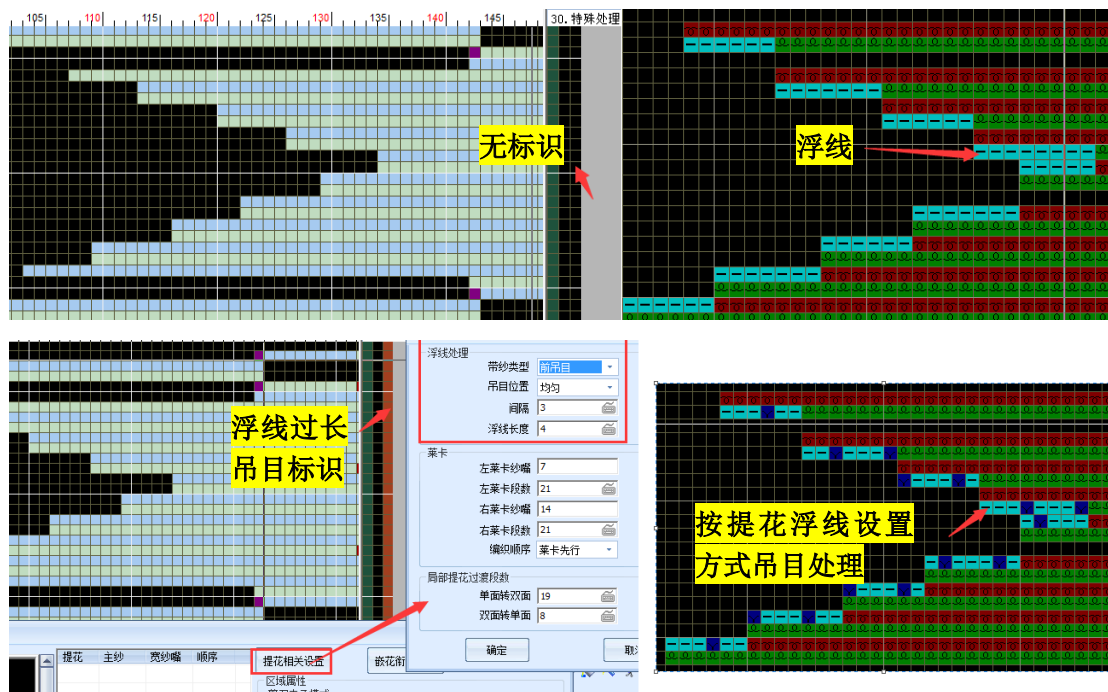 105 110 115 120 125 130 135 140 145
30. 特殊处理
无标识
浮线
浮线过长
吊目标识
浮线处理
带纱类型 前吊目
吊目位置 均匀
间隔 3
浮线长度 4
莱卡
左莱卡纱嘴 7
左莱卡段数 21
右莱卡纱嘴 14
右莱卡段数 21
编织顺序 莱卡先行
局部提花过渡段数
单面转双面 19
双面转单面 8
确定
按提花浮线设置
方式吊目处理
提花 主纱 宽纱嘴 顺序
提花相关设置
区域属性